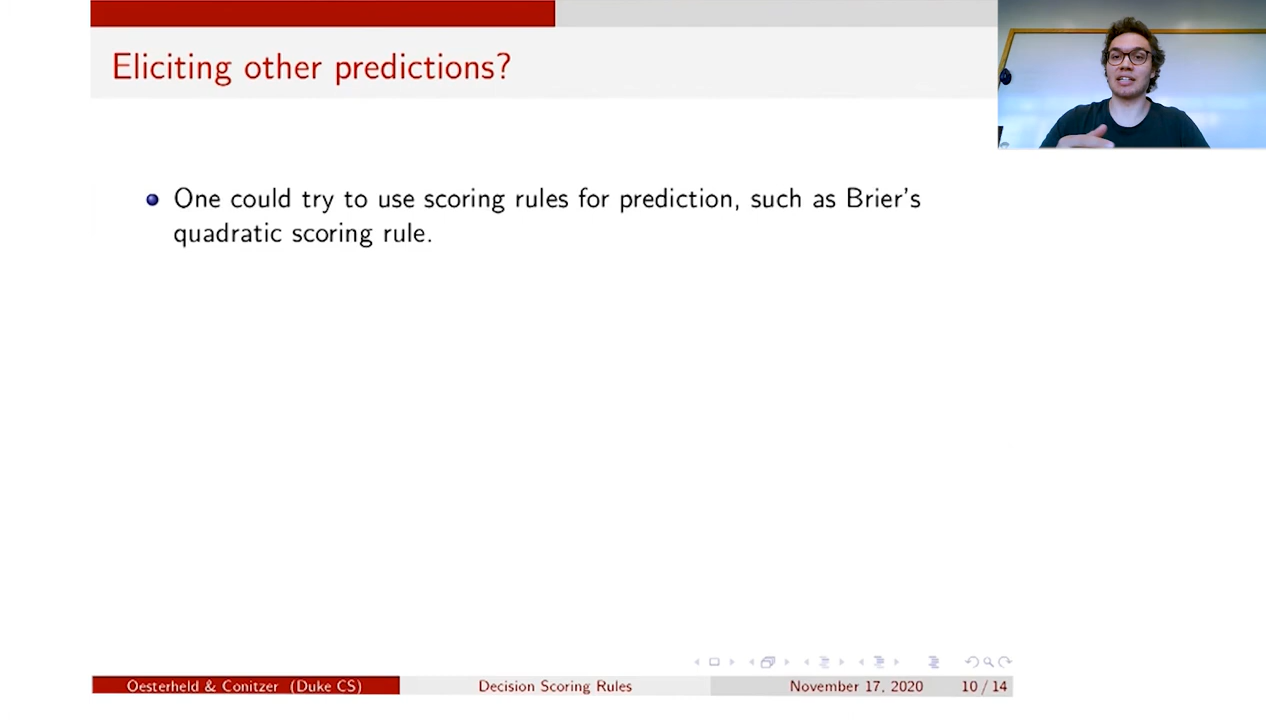 Eliciting other predictions?
One could try to use scoring rules for prediction, such as Brier's
quadratic scoring rule.
Oesterheld & Conitzer (Duke CS)
Decision Scoring Rules
November 17, 2020
10 / 14